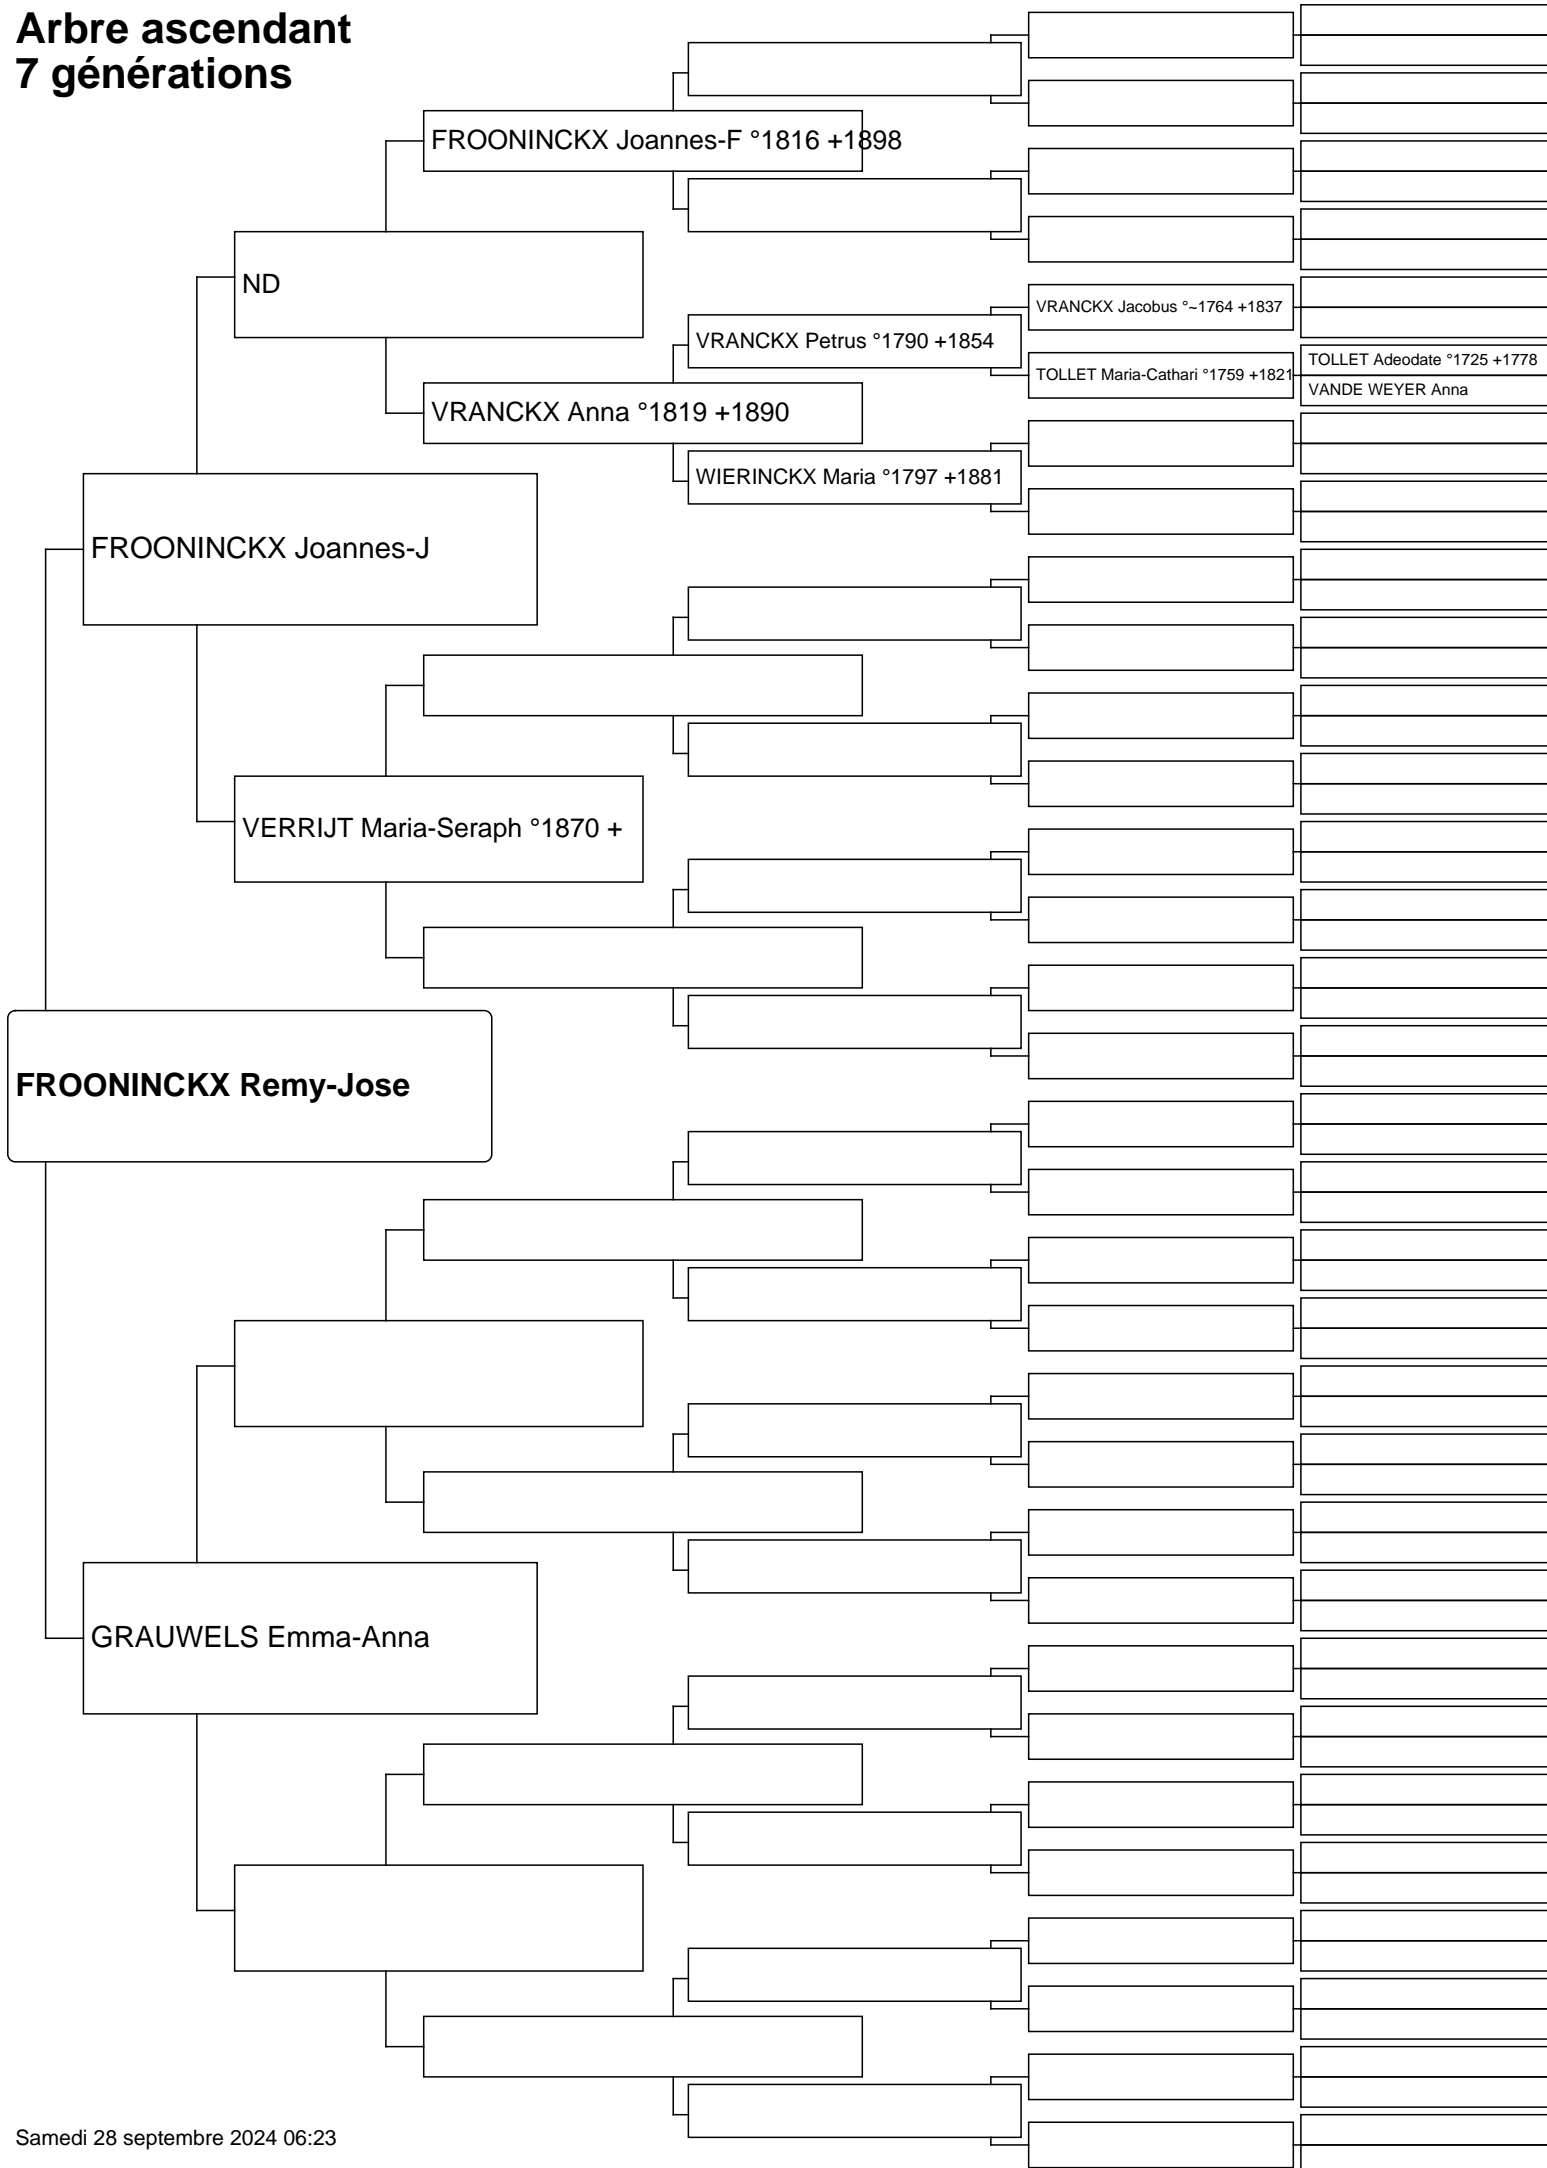 Arbre ascendant
7 générations
FROONINCKX Joannes-F °1816 +1898
ND
VRANCKX Jacobus °~1764 +1837
VRANCKX Petrus °1790 +1854
TOLLET Adeodate °1725 +1778
TOLLET Maria-Cathari °1759 +1821
VANDE WEYER Anna
VRANCKX Anna °1819 +1890
WIERINCKX Maria °1797 +1881
FROONINCKX Joannes-J
VERRIJT Maria-Seraph °1870 +
FROONINCKX Remy-Jose
GRAUWELS Emma-Anna
Samedi 28 septembre 2024 06:23